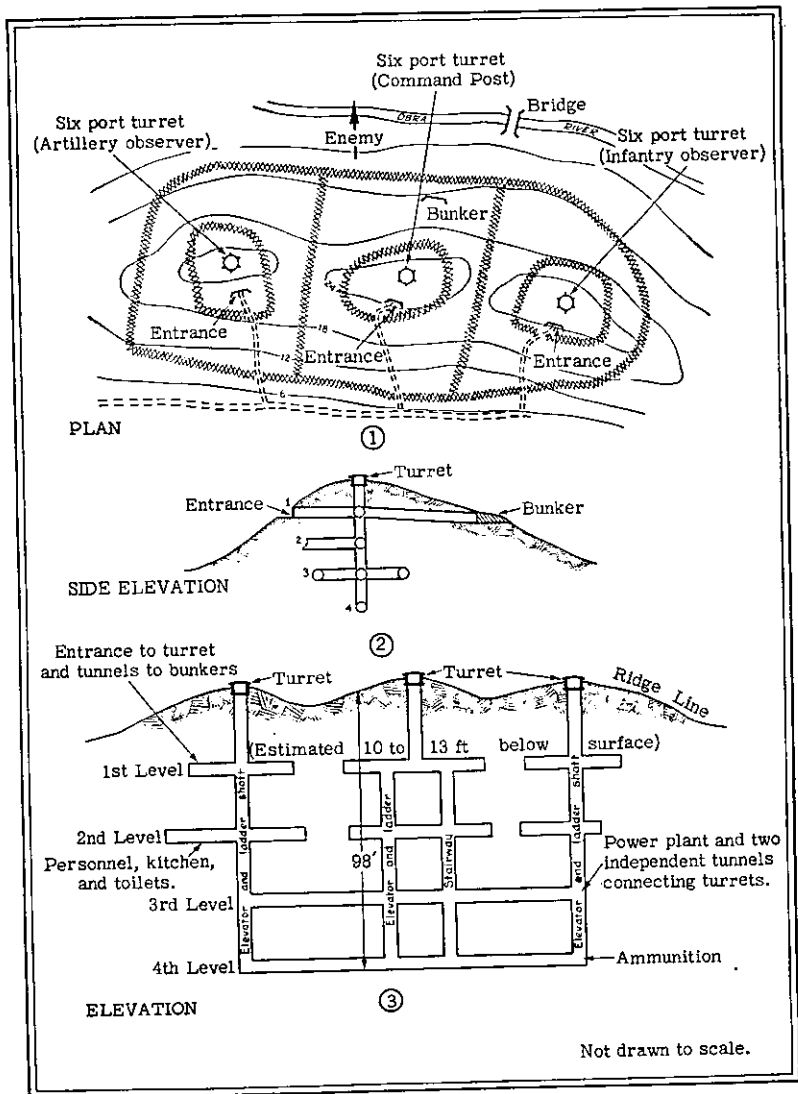 Six port turret
(Command Post)
Six port turret
(Artillery observer)
Enemy
OBRA
RIVER
Bridge
Six port turret
(Infantry observer)
Bunker
24
Entrance
18
Entrance
Entrance
12
6
PLAN
1
Turret
Entrance
1
Bunker
2
3
SIDE ELEVATION
4
2
Entrance to turret
and tunnels to bunkers
Turret
Turret
Ridge Line
(Estimated 10 to 13 ft below surface)
1st Level
2nd Level
Personnel, kitchen,
and toilets.
98'
Elevator and ladder shaft
Elevator and ladder
Stairway
Elevator and ladder shaft
Power plant and two
independent tunnels
connecting turrets.
3rd Level
4th Level
Ammunition
ELEVATION
3
Not drawn to scale.